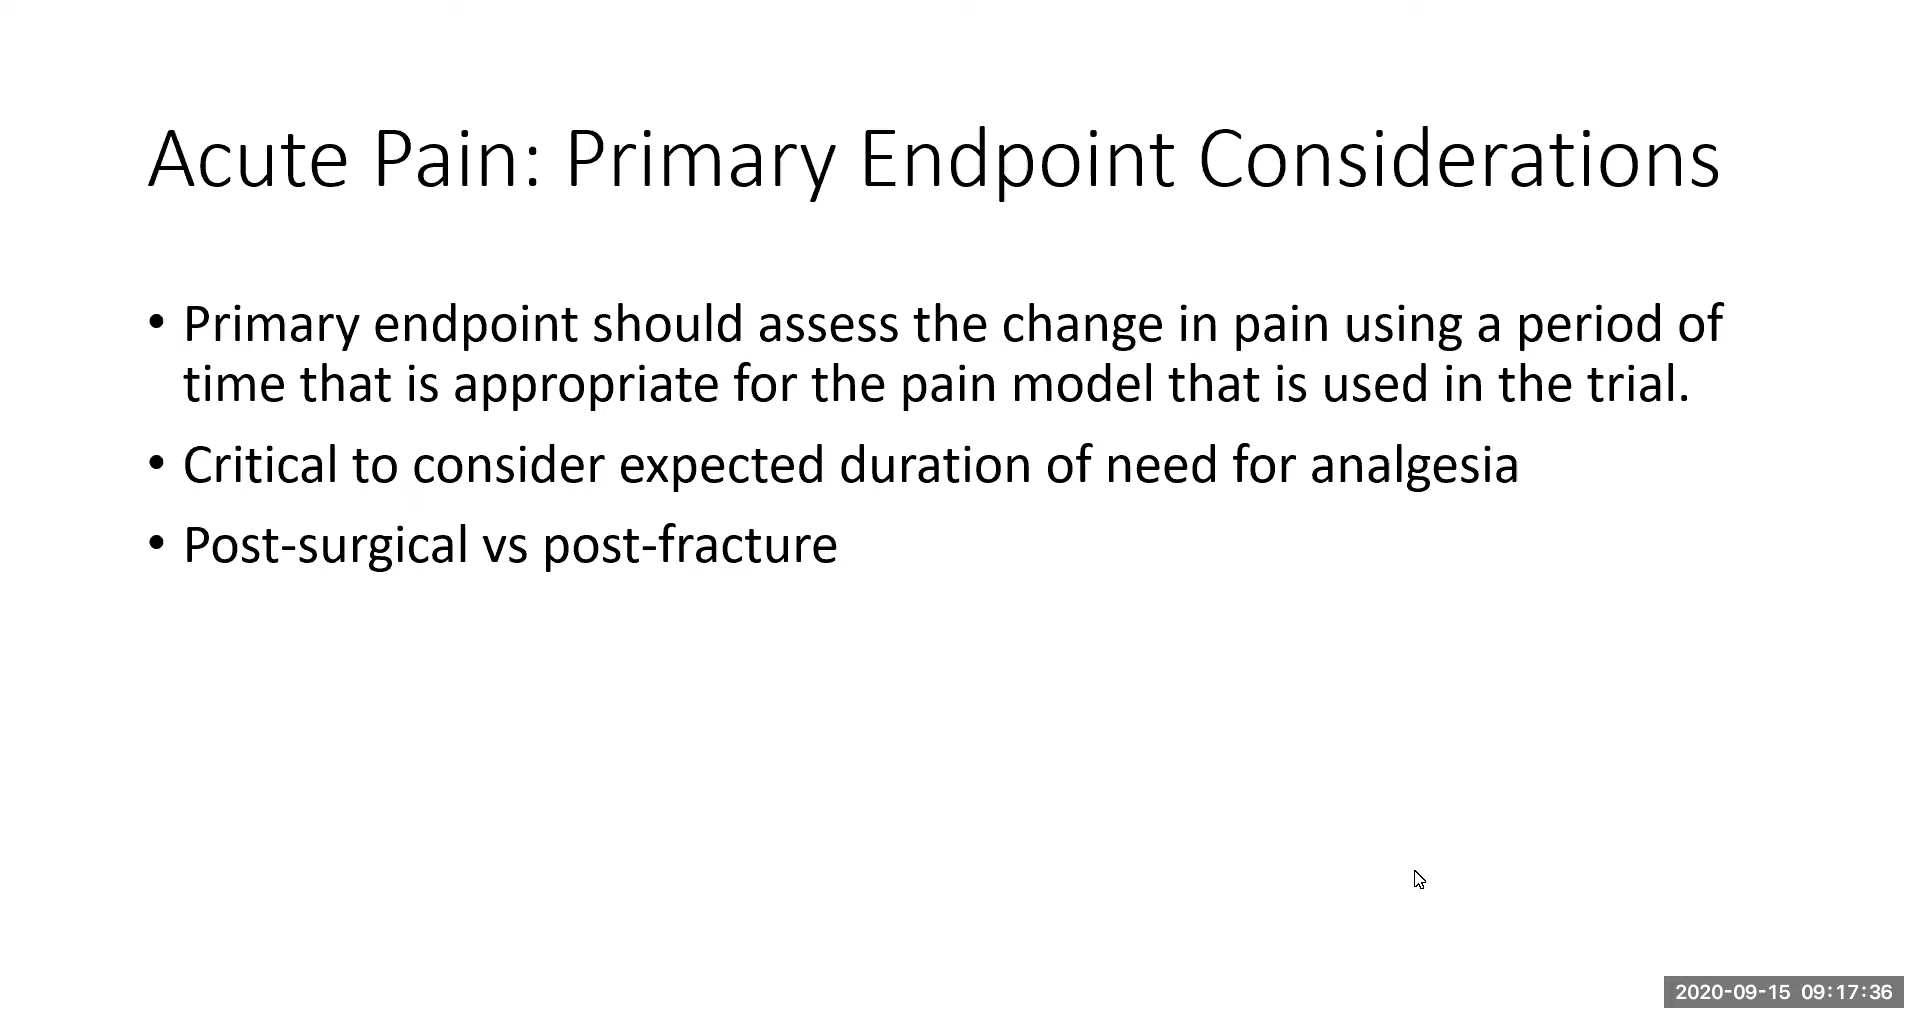 Acute Pain: Primary Endpoint Considerations
• Primary endpoint should assess the change in pain using a period of
time that is appropriate for the pain model that is used in the trial.
• Critical to consider expected duration of need for analgesia
• Post-surgical vs post-fracture
2020-09-15 09:17:36